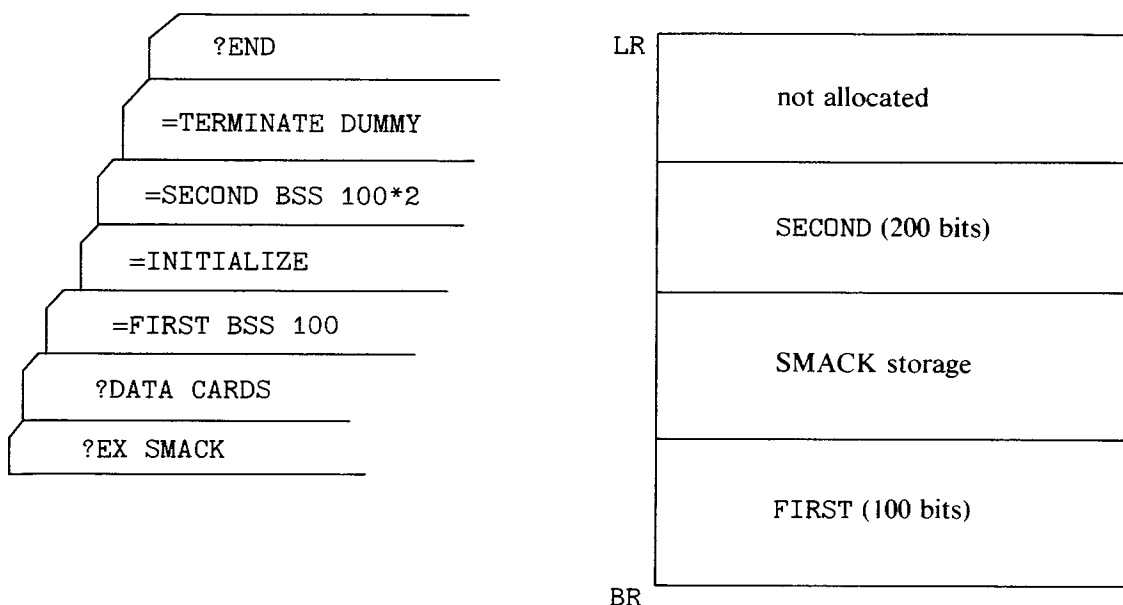 ?END
=TERMINATE DUMMY
=SECOND BSS 100*2
=INITIALIZE
=FIRST BSS 100
?DATA CARDS
?EX SMACK
LR
not allocated
SECOND (200 bits)
SMACK storage
FIRST (100 bits)
BR